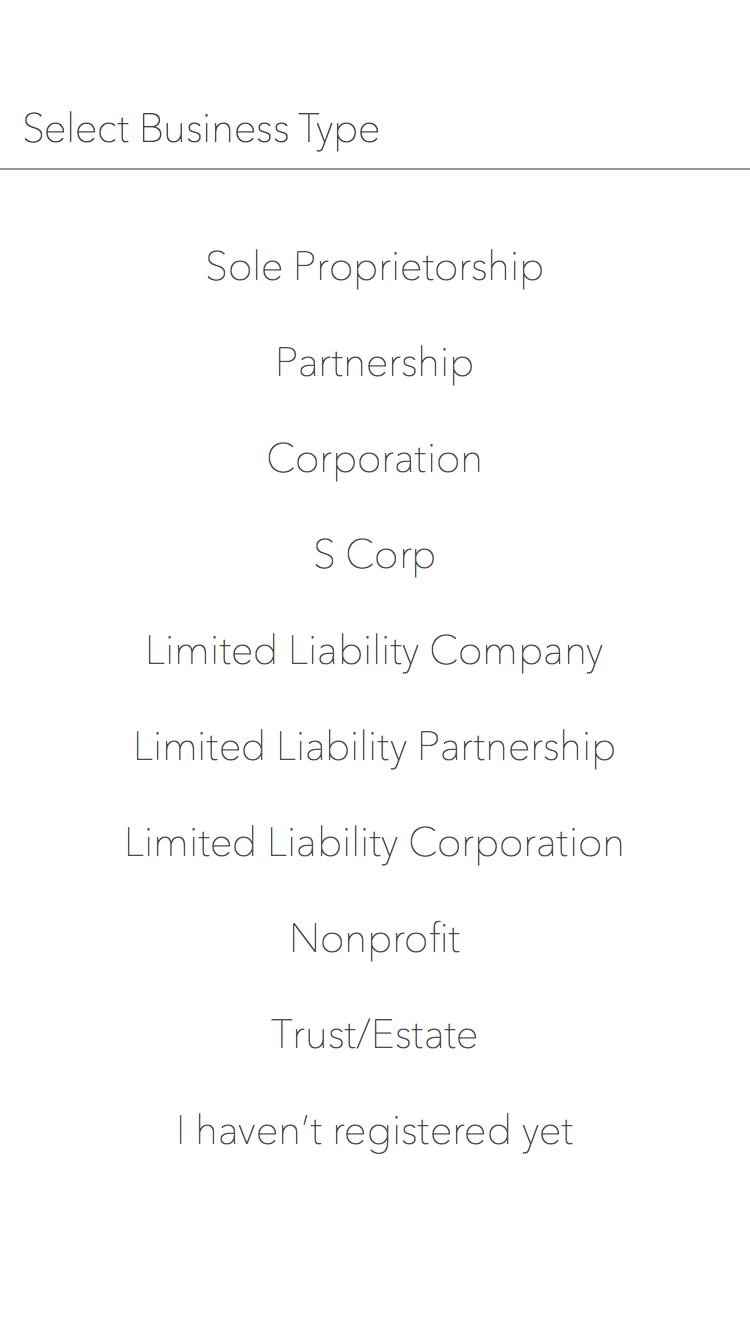 Select Business Type
Sole Proprietorship
Partnership
Corporation
S Corp
Limited Liability Company
Limited Liability Partnership
Limited Liability Corporation
Nonprofit
Trust/Estate
I haven’t registered yet